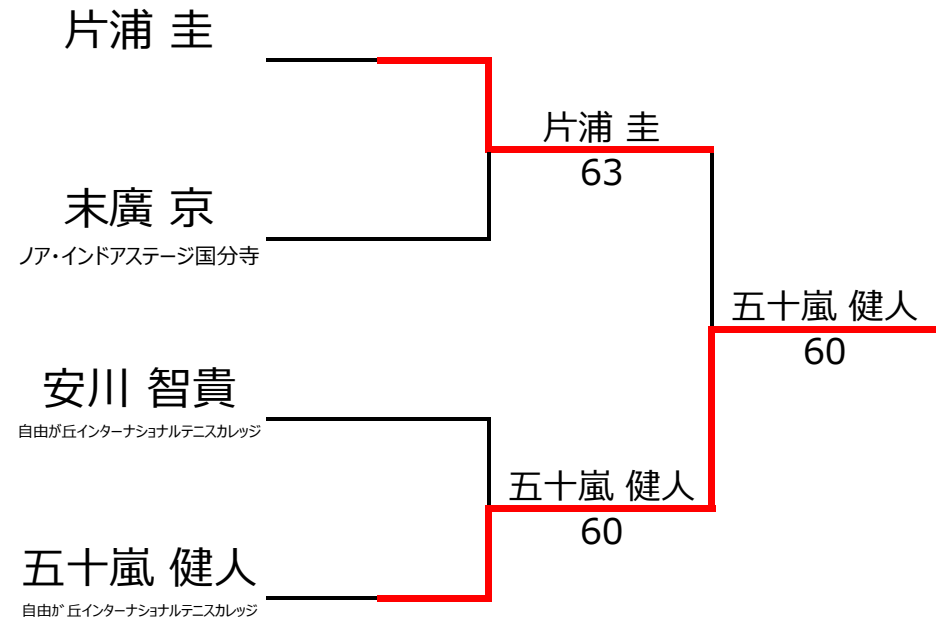 片浦 圭
片浦 圭
63
末廣 京
ノア・インドアステージ国分寺
五十嵐 健人
60
安川 智貴
自由が丘インターナショナルテニスカレッジ
五十嵐 健人
60
五十嵐 健人
自由が丘インターナショナルテニスカレッジ